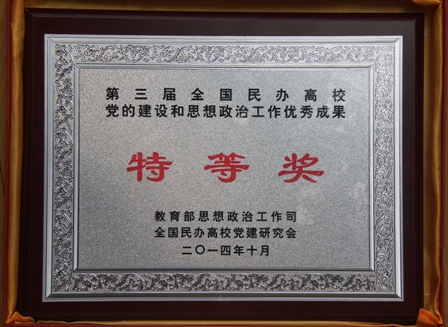 第三届全国民办高校
党的建设和思想政治工作优秀成果
特等奖
教育部思想政治工作司
全国民办高校党建研究会
二〇一四年十月